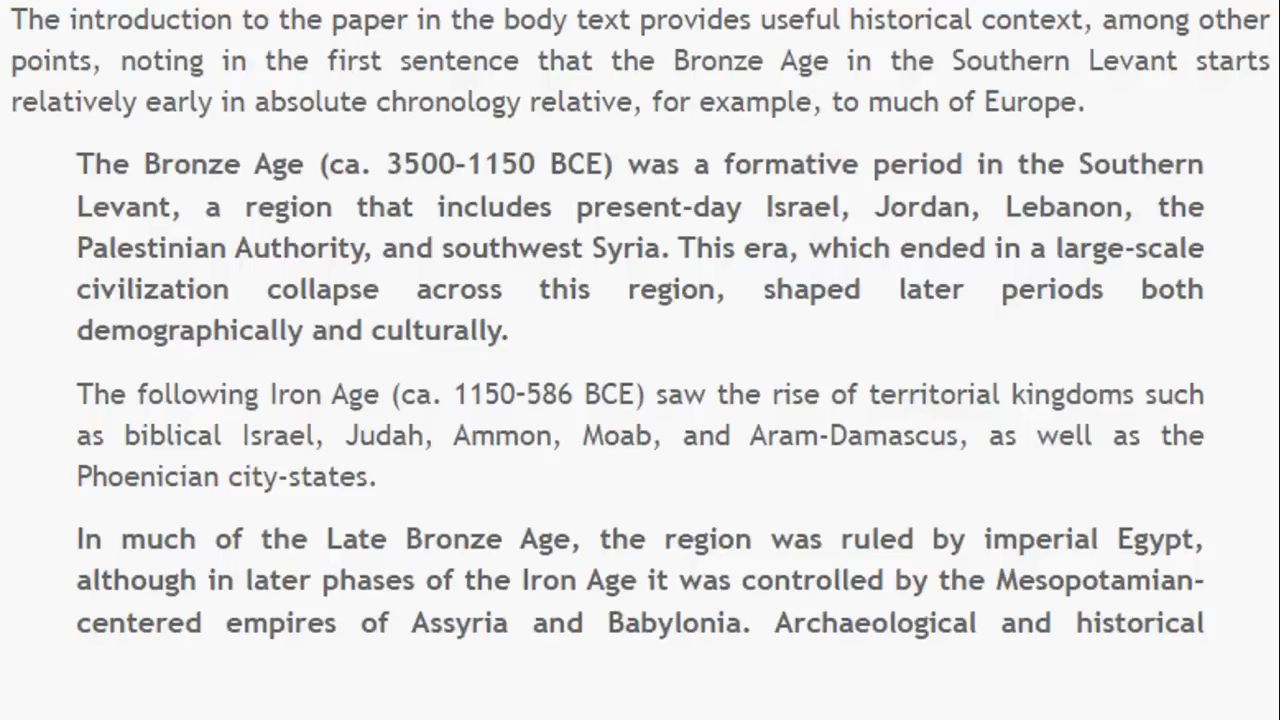 The introduction to the paper in the body text provides useful historical context, among other
points, noting in the first sentence that the Bronze Age in the Southern Levant starts
relatively early in absolute chronology relative, for example, to much of Europe.
The Bronze Age (ca. 3500–1150 BCE) was a formative period in the Southern
Levant, a region that includes present-day Israel, Jordan, Lebanon, the
Palestinian Authority, and southwest Syria. This era, which ended in a large-scale
civilization collapse across this region, shaped later periods both
demographically and culturally.
The following Iron Age (ca. 1150–586 BCE) saw the rise of territorial kingdoms such
as biblical Israel, Judah, Ammon, Moab, and Aram-Damascus, as well as the
Phoenician city-states.
In much of the Late Bronze Age, the region was ruled by imperial Egypt,
although in later phases of the Iron Age it was controlled by the Mesopotamian-
centered empires of Assyria and Babylonia. Archaeological and historical